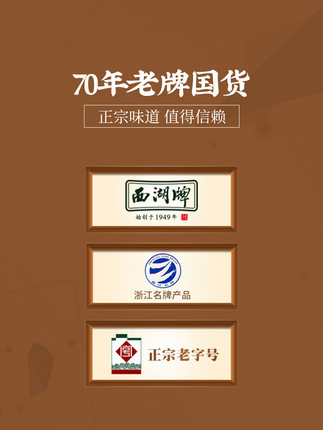 70年老牌国货
正宗味道 值得信赖
西湖牌
始创于1949年
浙江名牌产品
正宗老字号